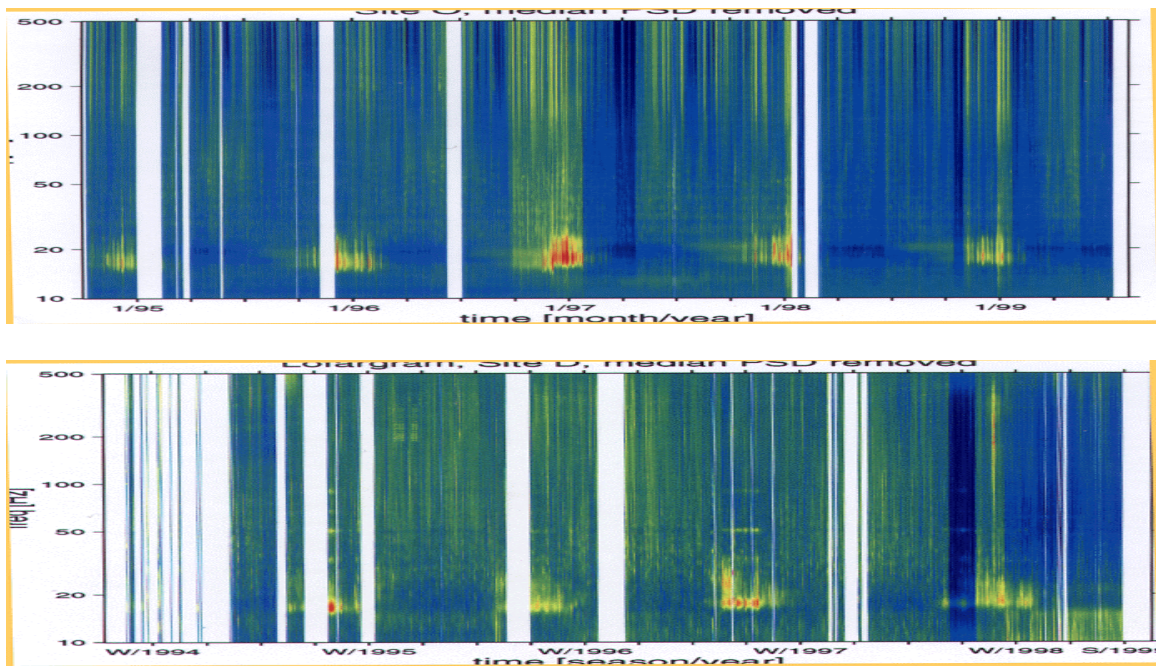 Site C, median PSD removed
500
200
100
50
20
10
1/95 1/96 1/97 1/98 1/99
time [month/year]
Lofargram, Site D, median PSD removed
500
200
100
50
20
10
W/1994 W/1995 W/1996 W/1997 W/1998 S/199
time [season/year]